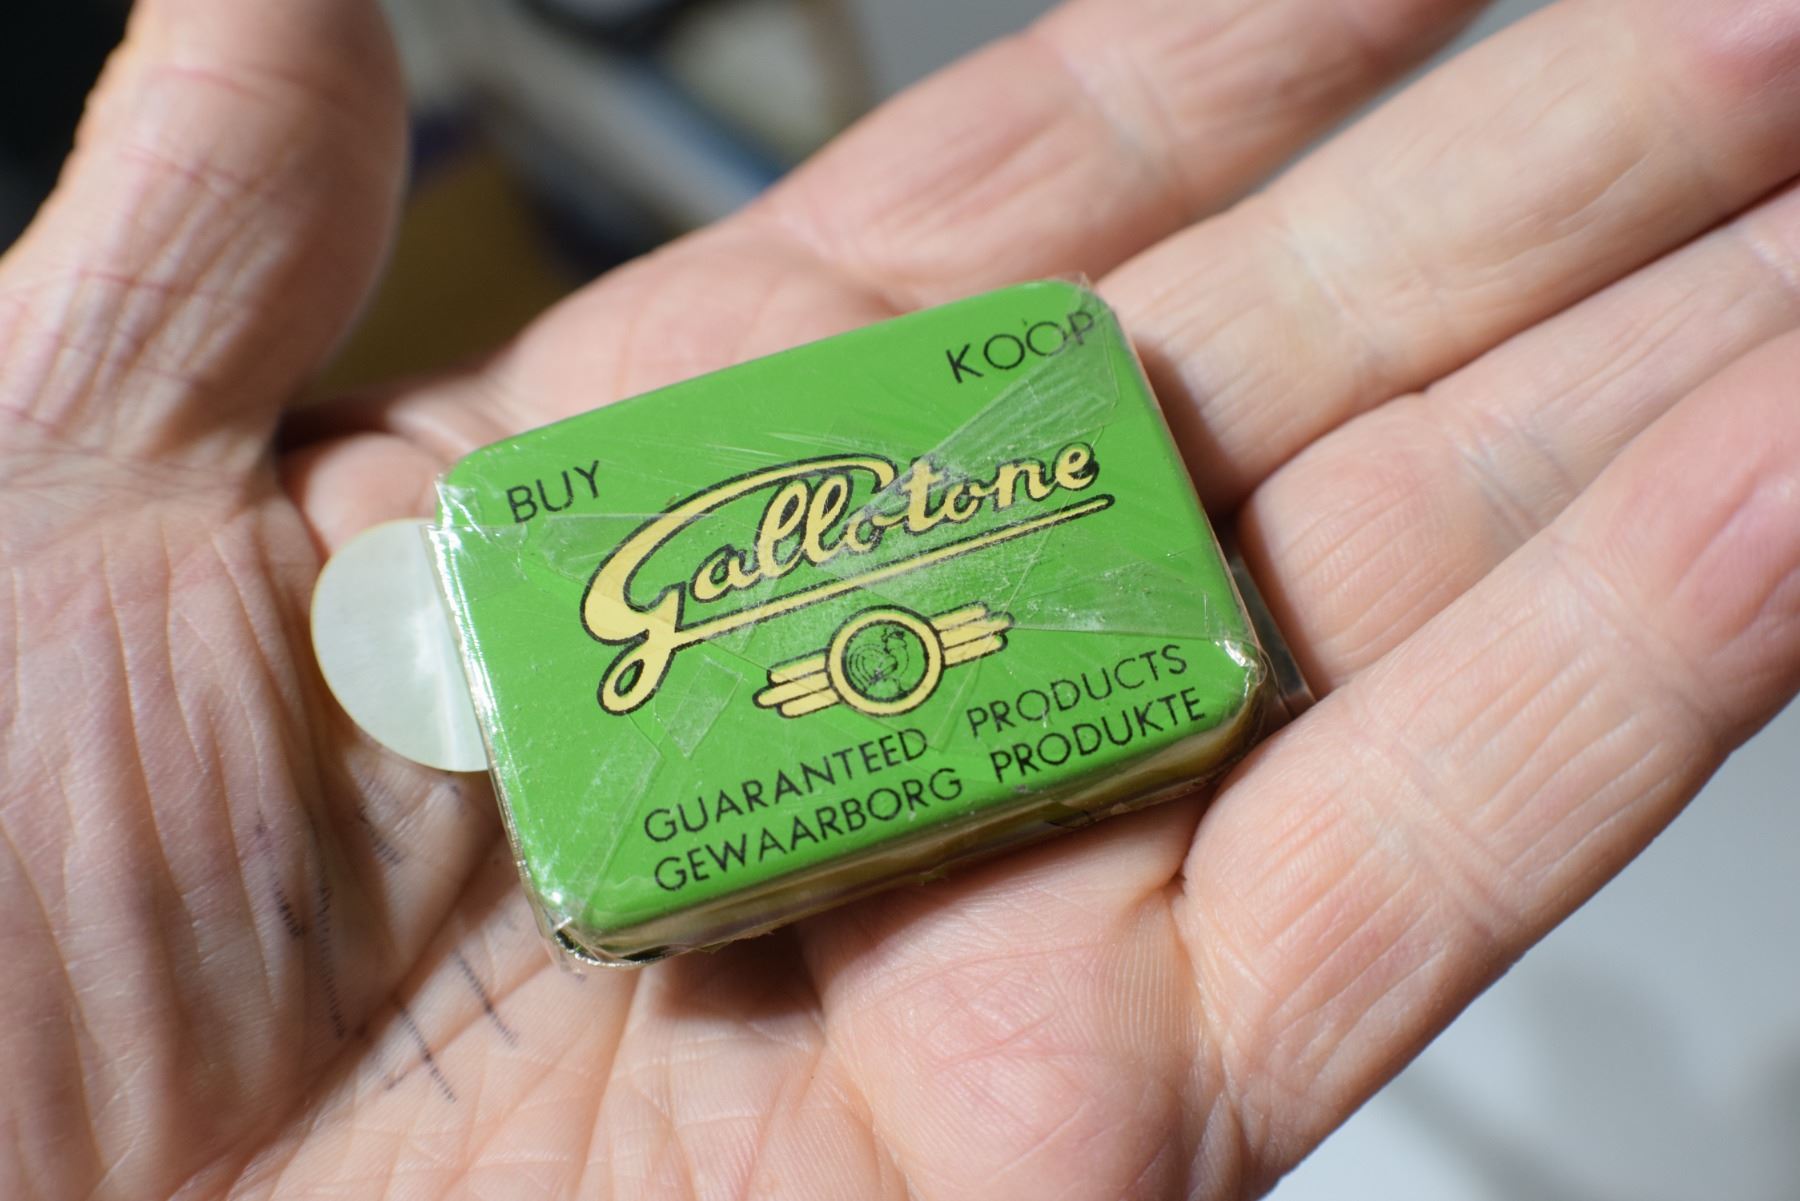 BUY KOOP
Gallotone
GUARANTEED PRODUCTS
GEWAARBORG PRODUKTE